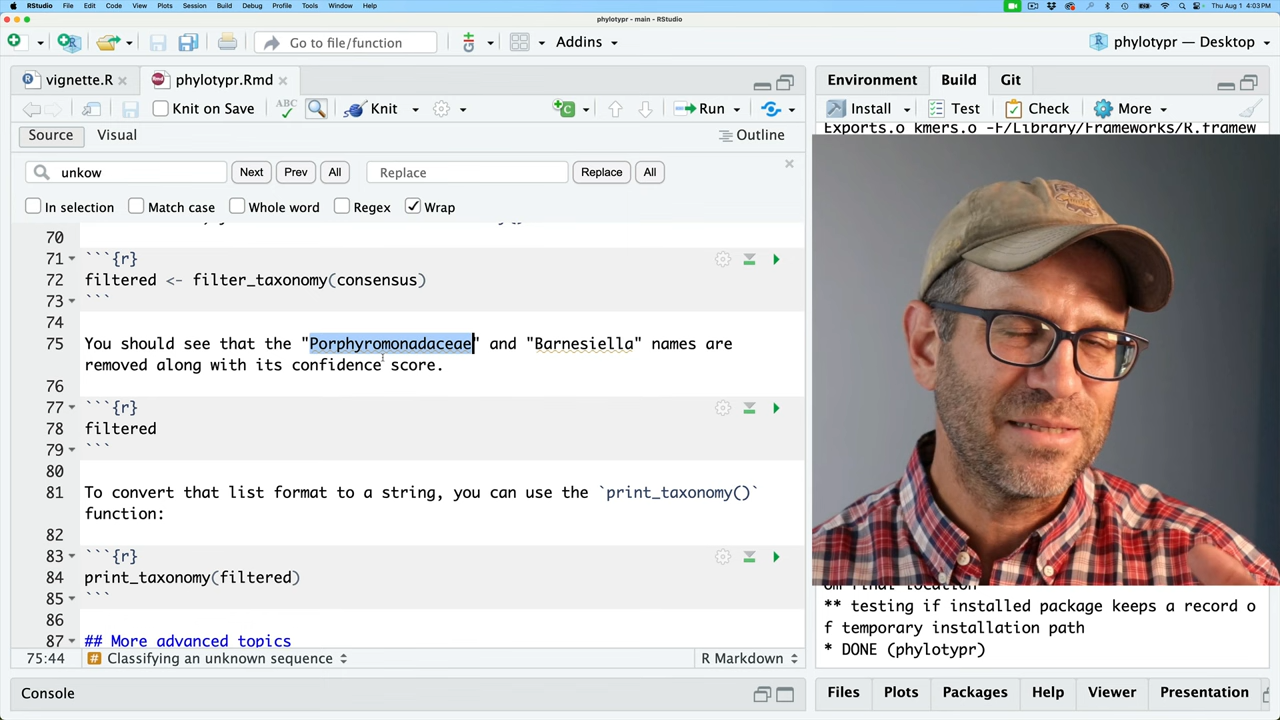 RStudio File Edit Code View Plots Session Build Debug Profile Tools Window Help
Thu Aug 1 4:03 PM
phylotypr - main - RStudio
Go to file/function
Addins
phylotypr — Desktop
vignette.R
phylotypr.Rmd
Environment
Build
Git
Knit on Save
ABC
Knit
Run
Install
Test
Check
More
Source
Visual
Outline
Exports.o kmers.o -F/Library/Frameworks/R.framew
unkow
Next
Prev
All
Replace
Replace
All
In selection
Match case
Whole word
Regex
Wrap
70
71 ```{r}
72 filtered <- filter_taxonomy(consensus)
73 ```
74
75 You should see that the "Porphyromonadaceae" and "Barnesiella" names are
removed along with its confidence score.
76
77 ```{r}
78 filtered
79 ```
80
81 To convert that list format to a string, you can use the `print_taxonomy()`
function:
82
83 ```{r}
84 print_taxonomy(filtered)
85 ```
86
87 ## More advanced topics
75:44
# Classifying an unknown sequence
R Markdown
om final location
** testing if installed package keeps a record o
f temporary installation path
* DONE (phylotypr)
Console
Files
Plots
Packages
Help
Viewer
Presentation